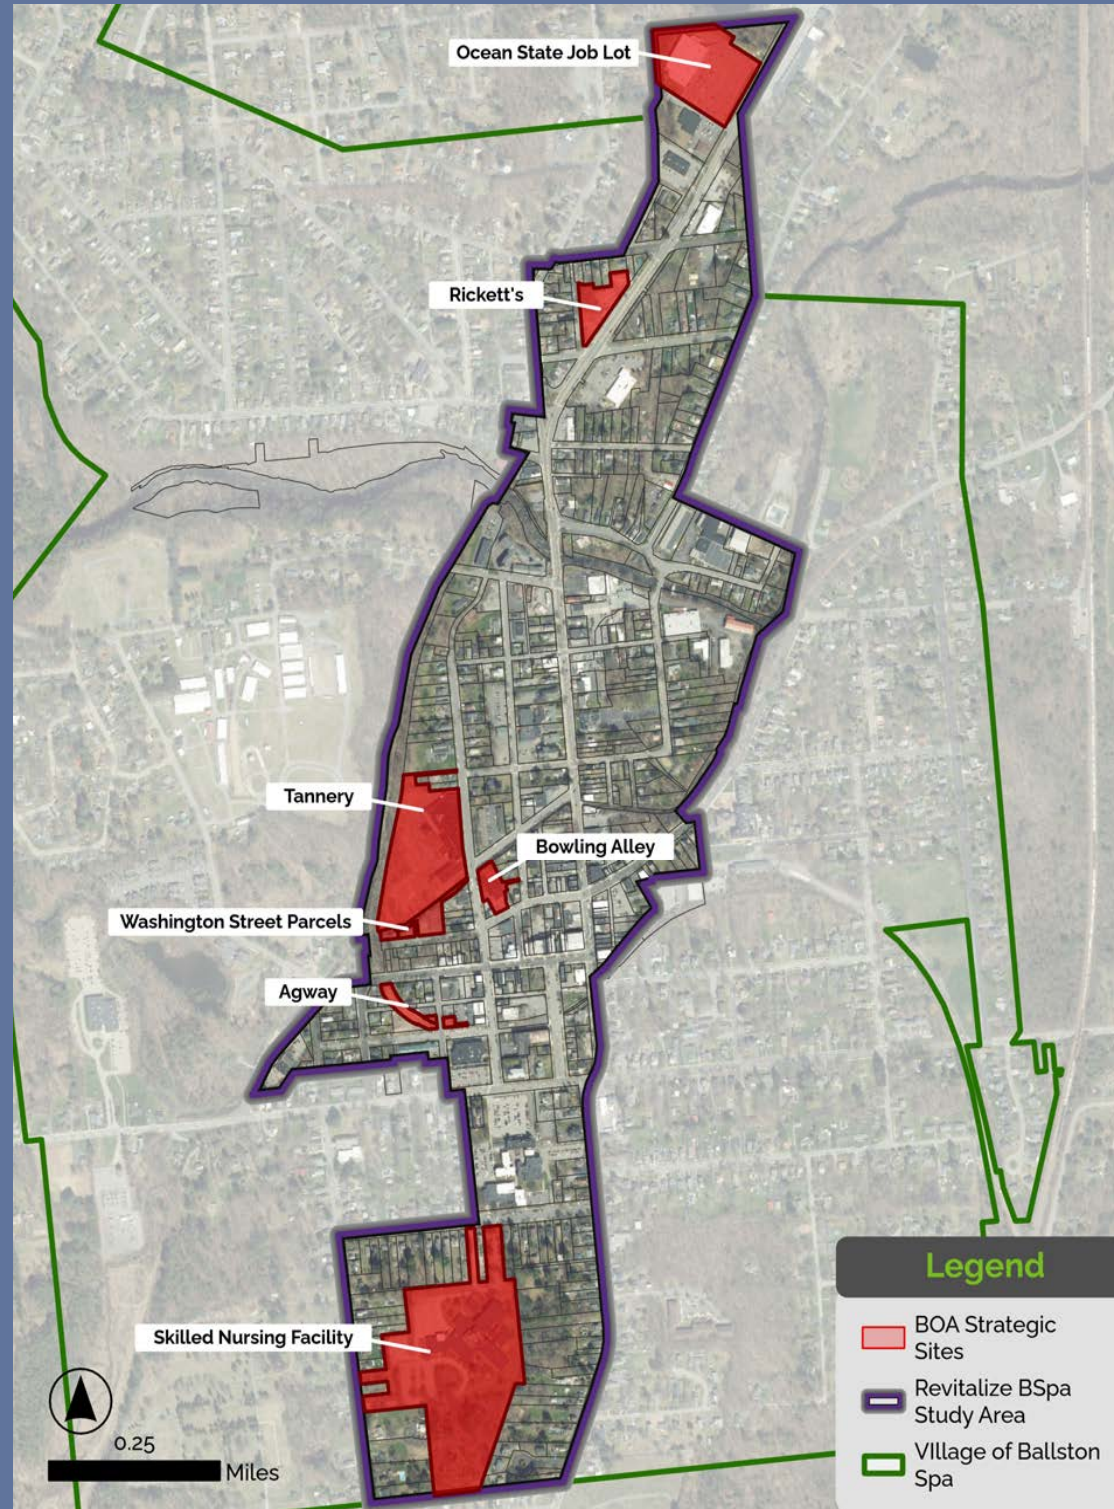 Ocean State Job Lot
Rickett's
Tannery
Bowling Alley
Washington Street Parcels
Agway
Skilled Nursing Facility
0.25
Miles
Legend
BOA Strategic
Sites
Revitalize BSpa
Study Area
VIllage of Ballston
Spa